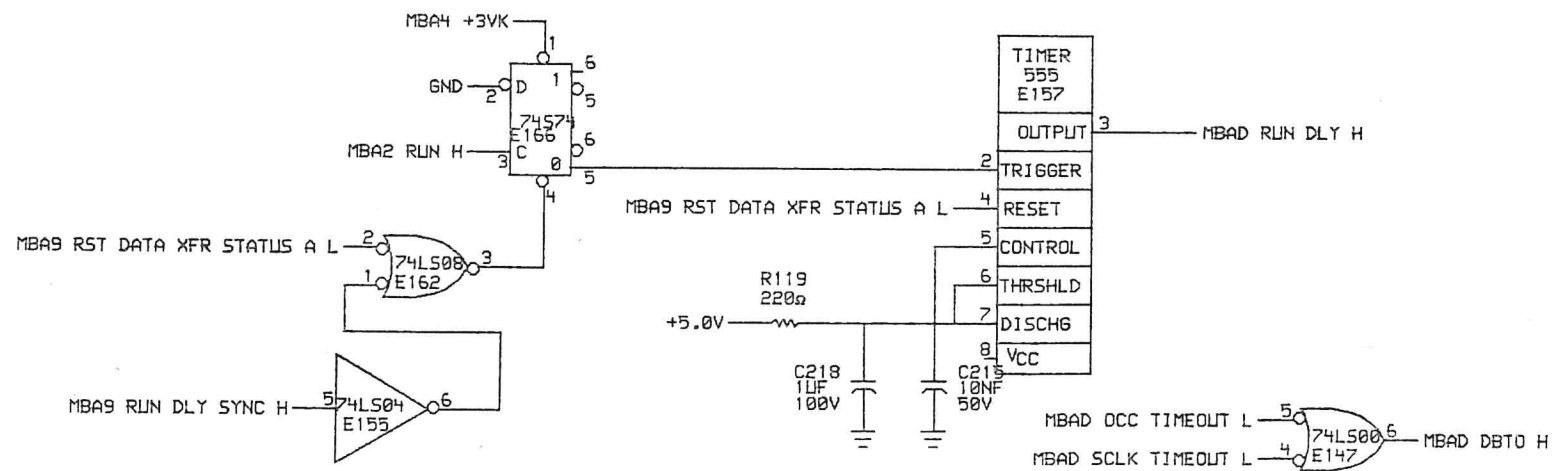 MBA4 +3VK
1
GND
2
D
1
6
5
74S74
E166
MBA2 RUN H
3
C
0
6
5
4
MBA9 RST DATA XFR STATUS A L
2
1
74LS08
E162
3
MBA9 RUN DLY SYNC H
5
74LS04
E155
6
TIMER
555
E157
OUTPUT
3
MBAD RUN DLY H
2
TRIGGER
MBA9 RST DATA XFR STATUS A L
4
RESET
5
CONTROL
6
THRSHLD
7
DISCHG
8
VCC
R119
220Ω
+5.0V
C218
1UF
100V
C215
10NF
50V
MBAD OCC TIMEOUT L
5
MBAD SCLK TIMEOUT L
4
74LS00
E147
6
MBAD DBTO H